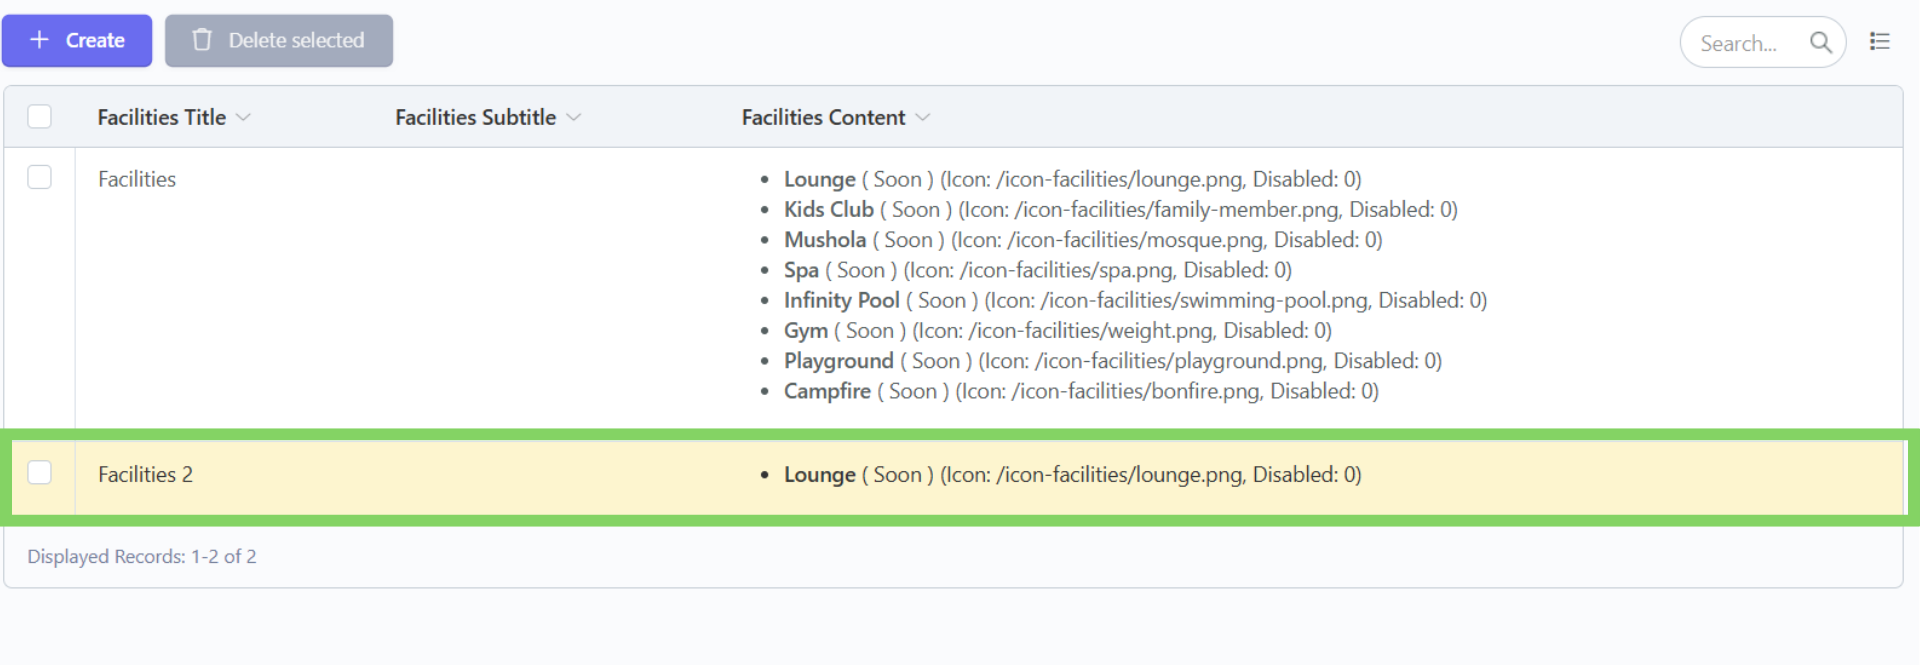 Create
Delete selected
Search...
Facilities Title
Facilities Subtitle
Facilities Content
Facilities
• Lounge ( Soon ) (Icon: /icon-facilities/lounge.png, Disabled: 0)
• Kids Club ( Soon ) (Icon: /icon-facilities/family-member.png, Disabled: 0)
• Mushola ( Soon ) (Icon: /icon-facilities/mosque.png, Disabled: 0)
• Spa ( Soon ) (Icon: /icon-facilities/spa.png, Disabled: 0)
• Infinity Pool ( Soon ) (Icon: /icon-facilities/swimming-pool.png, Disabled: 0)
• Gym ( Soon ) (Icon: /icon-facilities/weight.png, Disabled: 0)
• Playground ( Soon ) (Icon: /icon-facilities/playground.png, Disabled: 0)
• Campfire ( Soon ) (Icon: /icon-facilities/bonfire.png, Disabled: 0)
Facilities 2
• Lounge ( Soon ) (Icon: /icon-facilities/lounge.png, Disabled: 0)
Displayed Records: 1-2 of 2